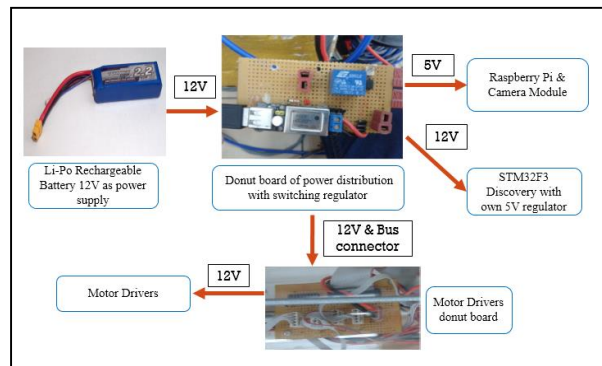 12V
5V
Raspberry Pi &
Camera Module
12V
Li-Po Rechargeable
Battery 12V as power
supply
Donut board of power distribution
with switching regulator
STM32F3
Discovery with
own 5V regulator
12V & Bus
connector
12V
Motor Drivers
Motor Drivers
donut board